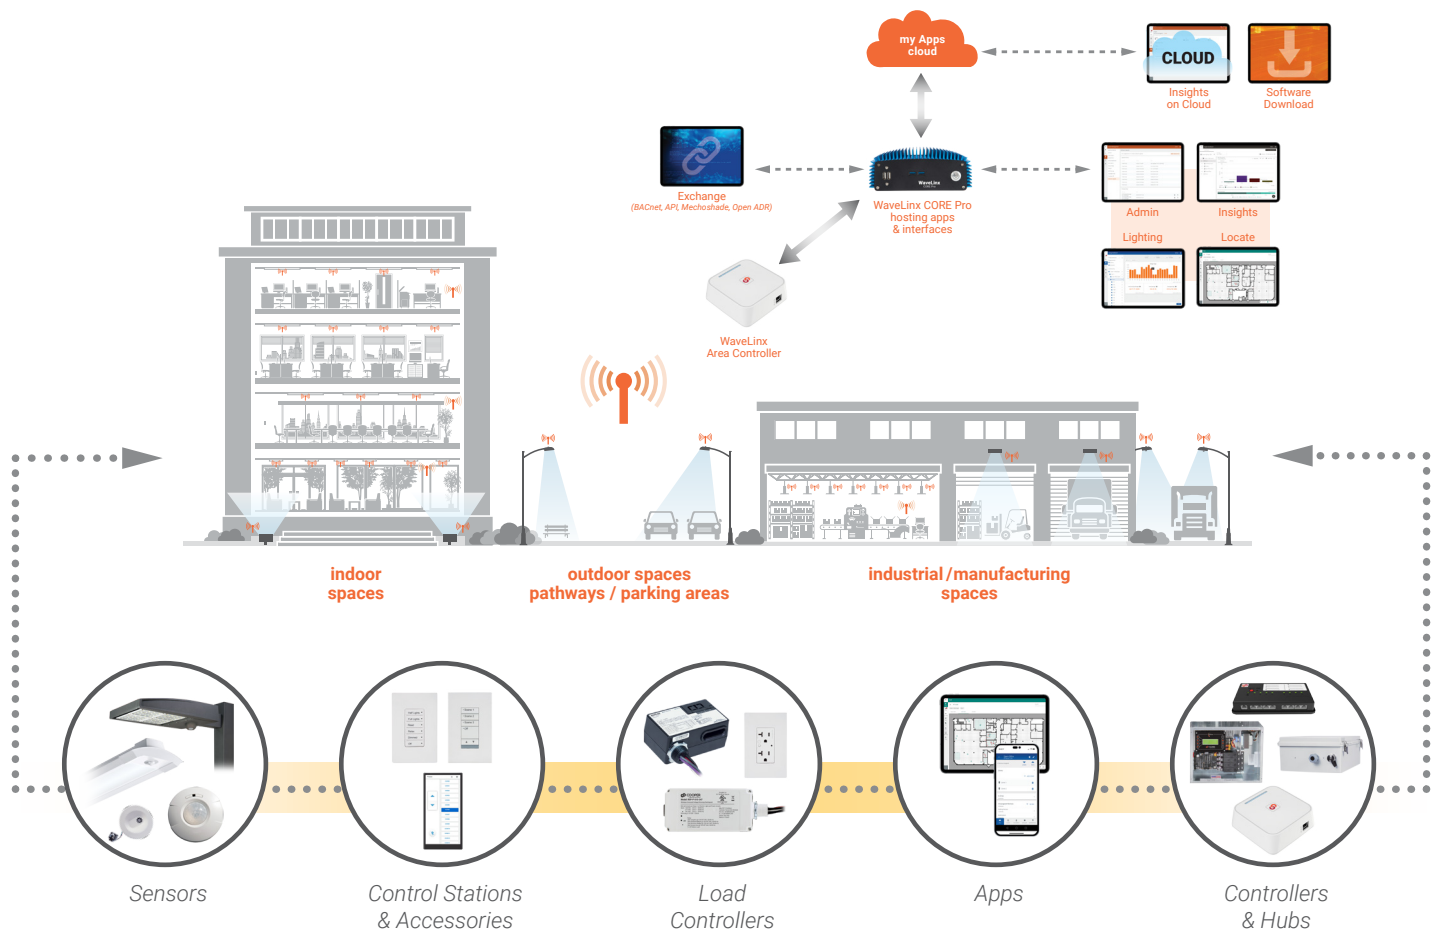 my Apps
cloud
CLOUD
Insights
on Cloud
Software
Download
Exchange
(BACnet, API, Mechoshade, Open ADR)
WaveLinx
WaveLinx CORE Pro
hosting apps
& interfaces
Admin
Insights
Lighting
Locate
WaveLinx
Area Controller
indoor
spaces
outdoor spaces
pathways / parking areas
industrial / manufacturing
spaces
COOPER
Sensors
Control Stations
& Accessories
Load
Controllers
Apps
Controllers
& Hubs